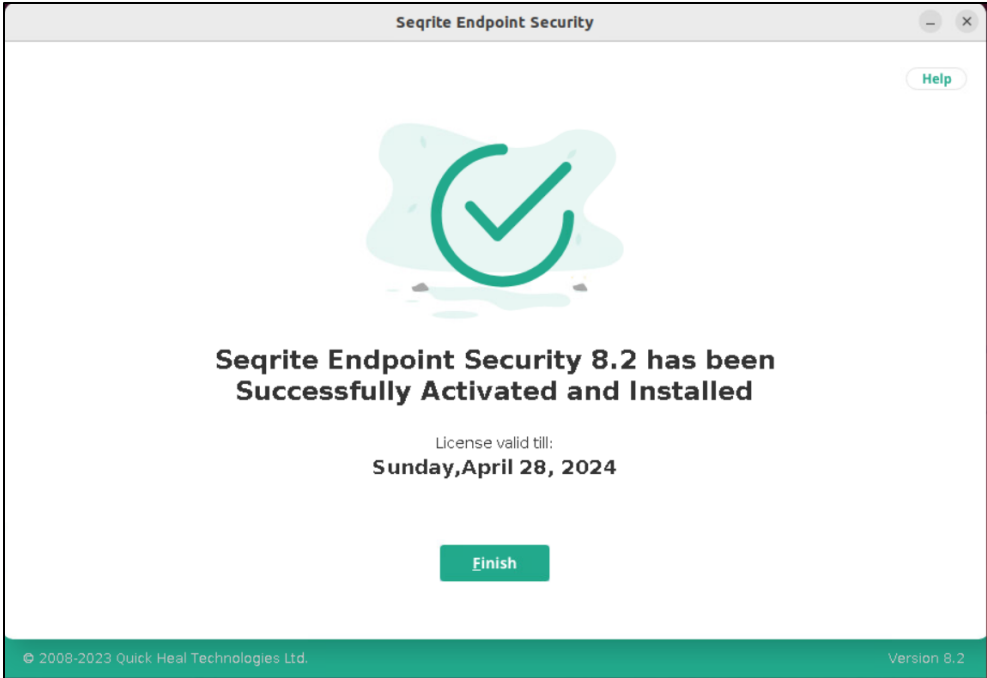 Seqrite Endpoint Security
Help
Seqrite Endpoint Security 8.2 has been
Successfully Activated and Installed
License valid till:
Sunday,April 28, 2024
Finish
© 2008-2023 Quick Heal Technologies Ltd.
Version 8.2